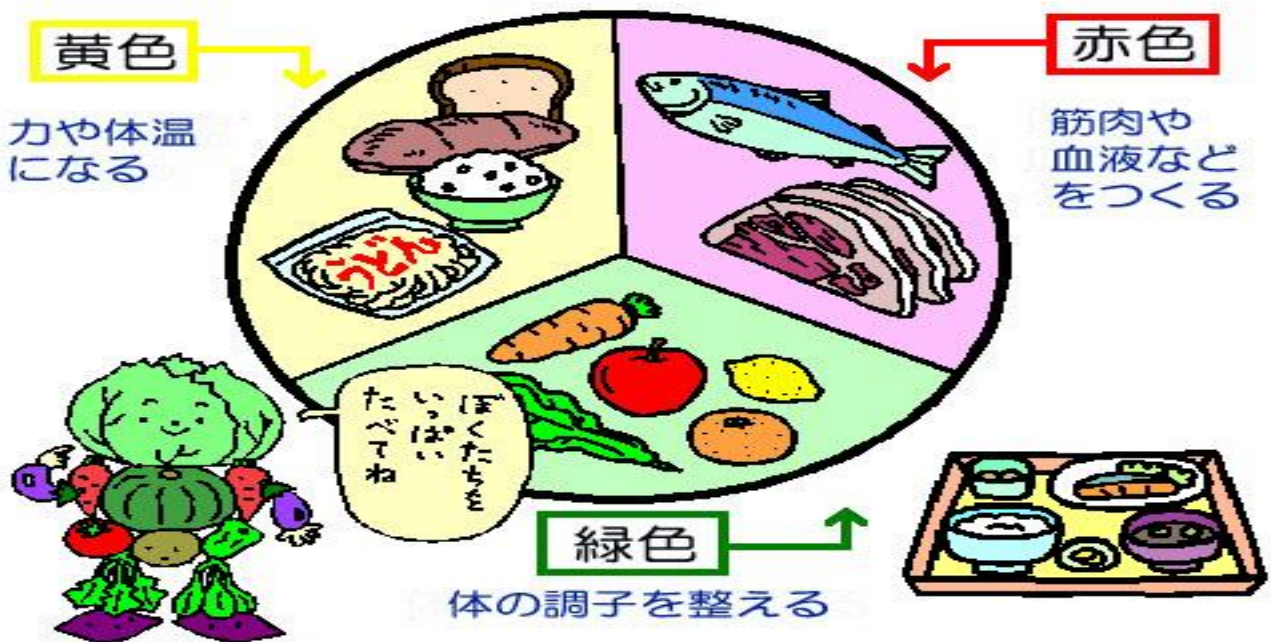 黄色
力や体温
になる
赤色
筋肉や
血液など
をつくる
うどん
ぼくたちを
いっぱい
たべてね
緑色
体の調子を整える